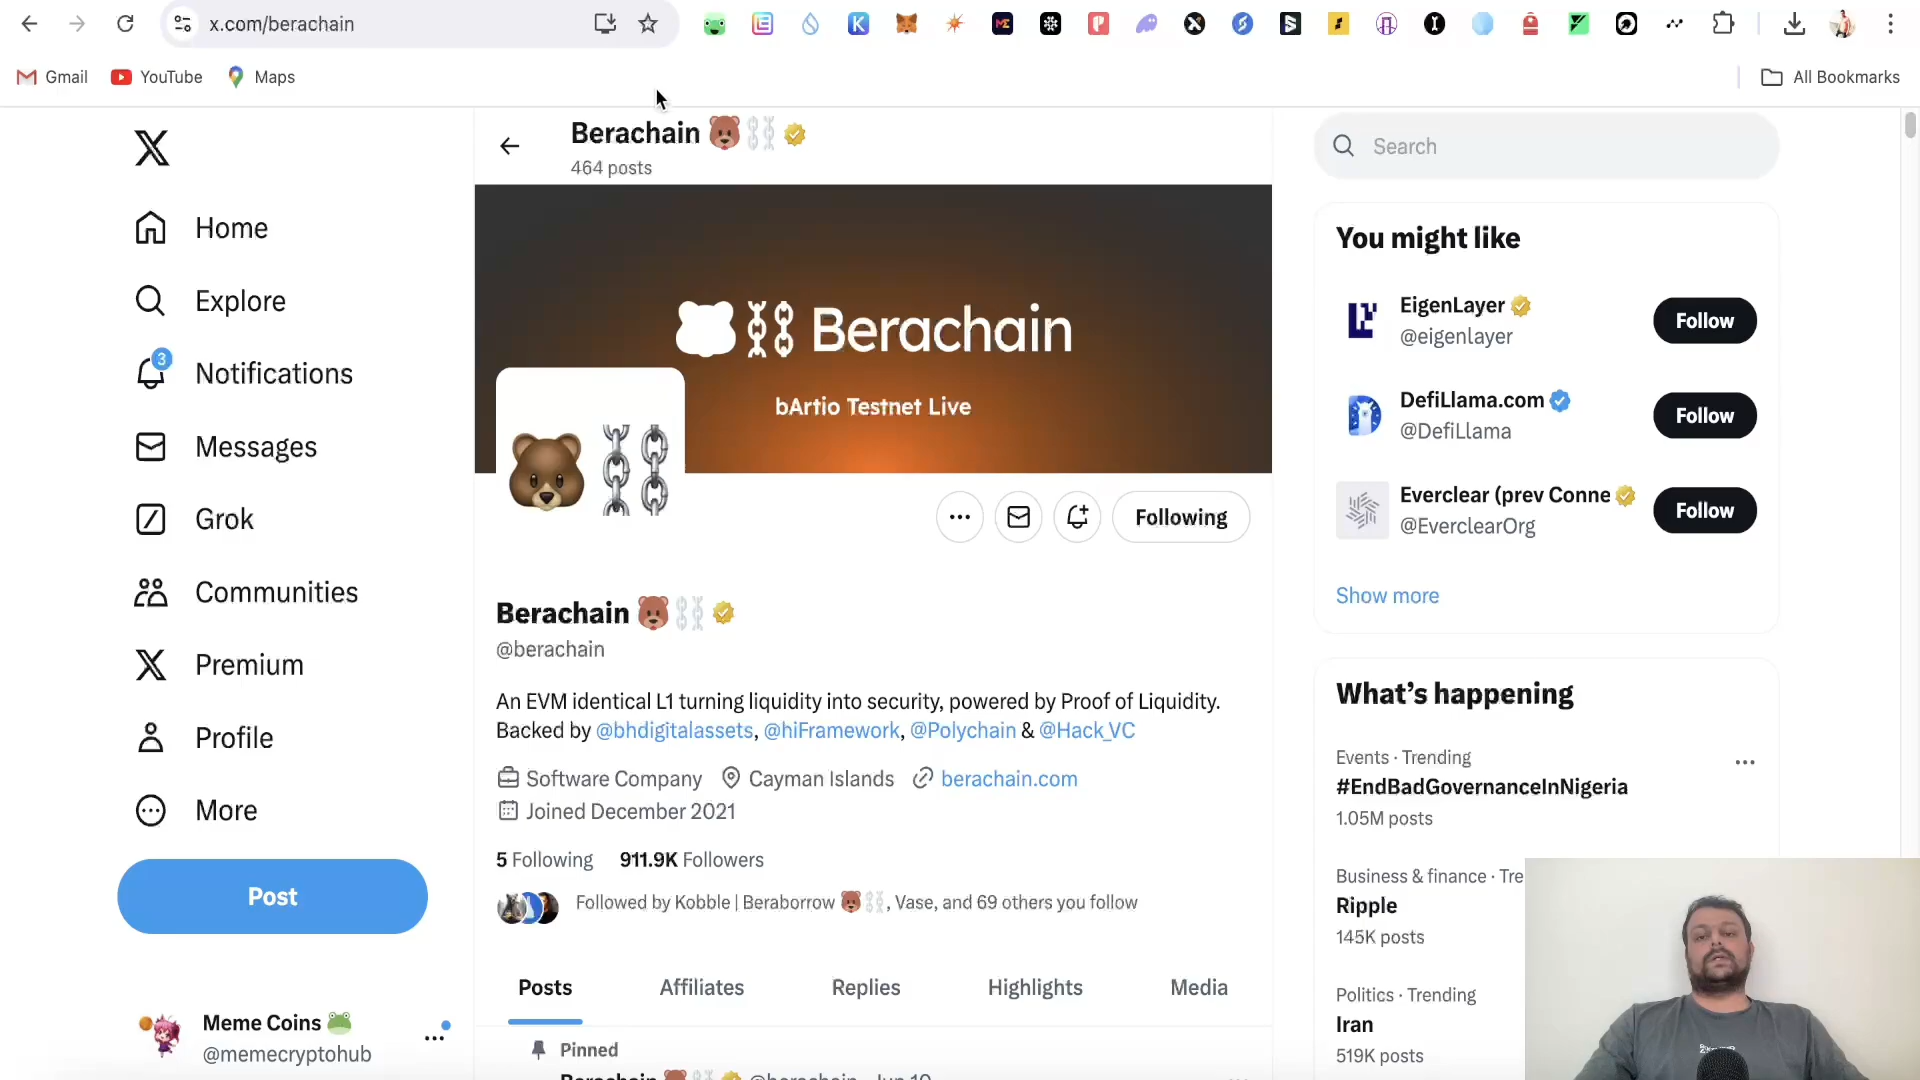 x.com/berachain
Gmail
YouTube
Maps
All Bookmarks
Berachain
464 posts
Search
Home
Explore
3
Notifications
Messages
Grok
Communities
Premium
Profile
More
Post
Meme Coins
@memecryptohub
Berachain
bArtio Testnet Live
Following
Berachain
@berachain
An EVM identical L1 turning liquidity into security, powered by Proof of Liquidity.
Backed by @bhdigitalassets, @hiFramework, @Polychain & @Hack_VC
Software Company Cayman Islands berachain.com
Joined December 2021
5 Following 911.9K Followers
Followed by Kobble | Beraborrow, Vase, and 69 others you follow
Posts Affiliates Replies Highlights Media
Pinned
Berachain @berachain Jun 10
You might like
EigenLayer
@eigenlayer
Follow
DefiLlama.com
@DefiLlama
Follow
Everclear (prev Conne
@EverclearOrg
Follow
Show more
What's happening
Events · Trending
#EndBadGovernanceInNigeria
1.05M posts
Business & finance · Tre
Ripple
145K posts
Politics · Trending
Iran
519K posts